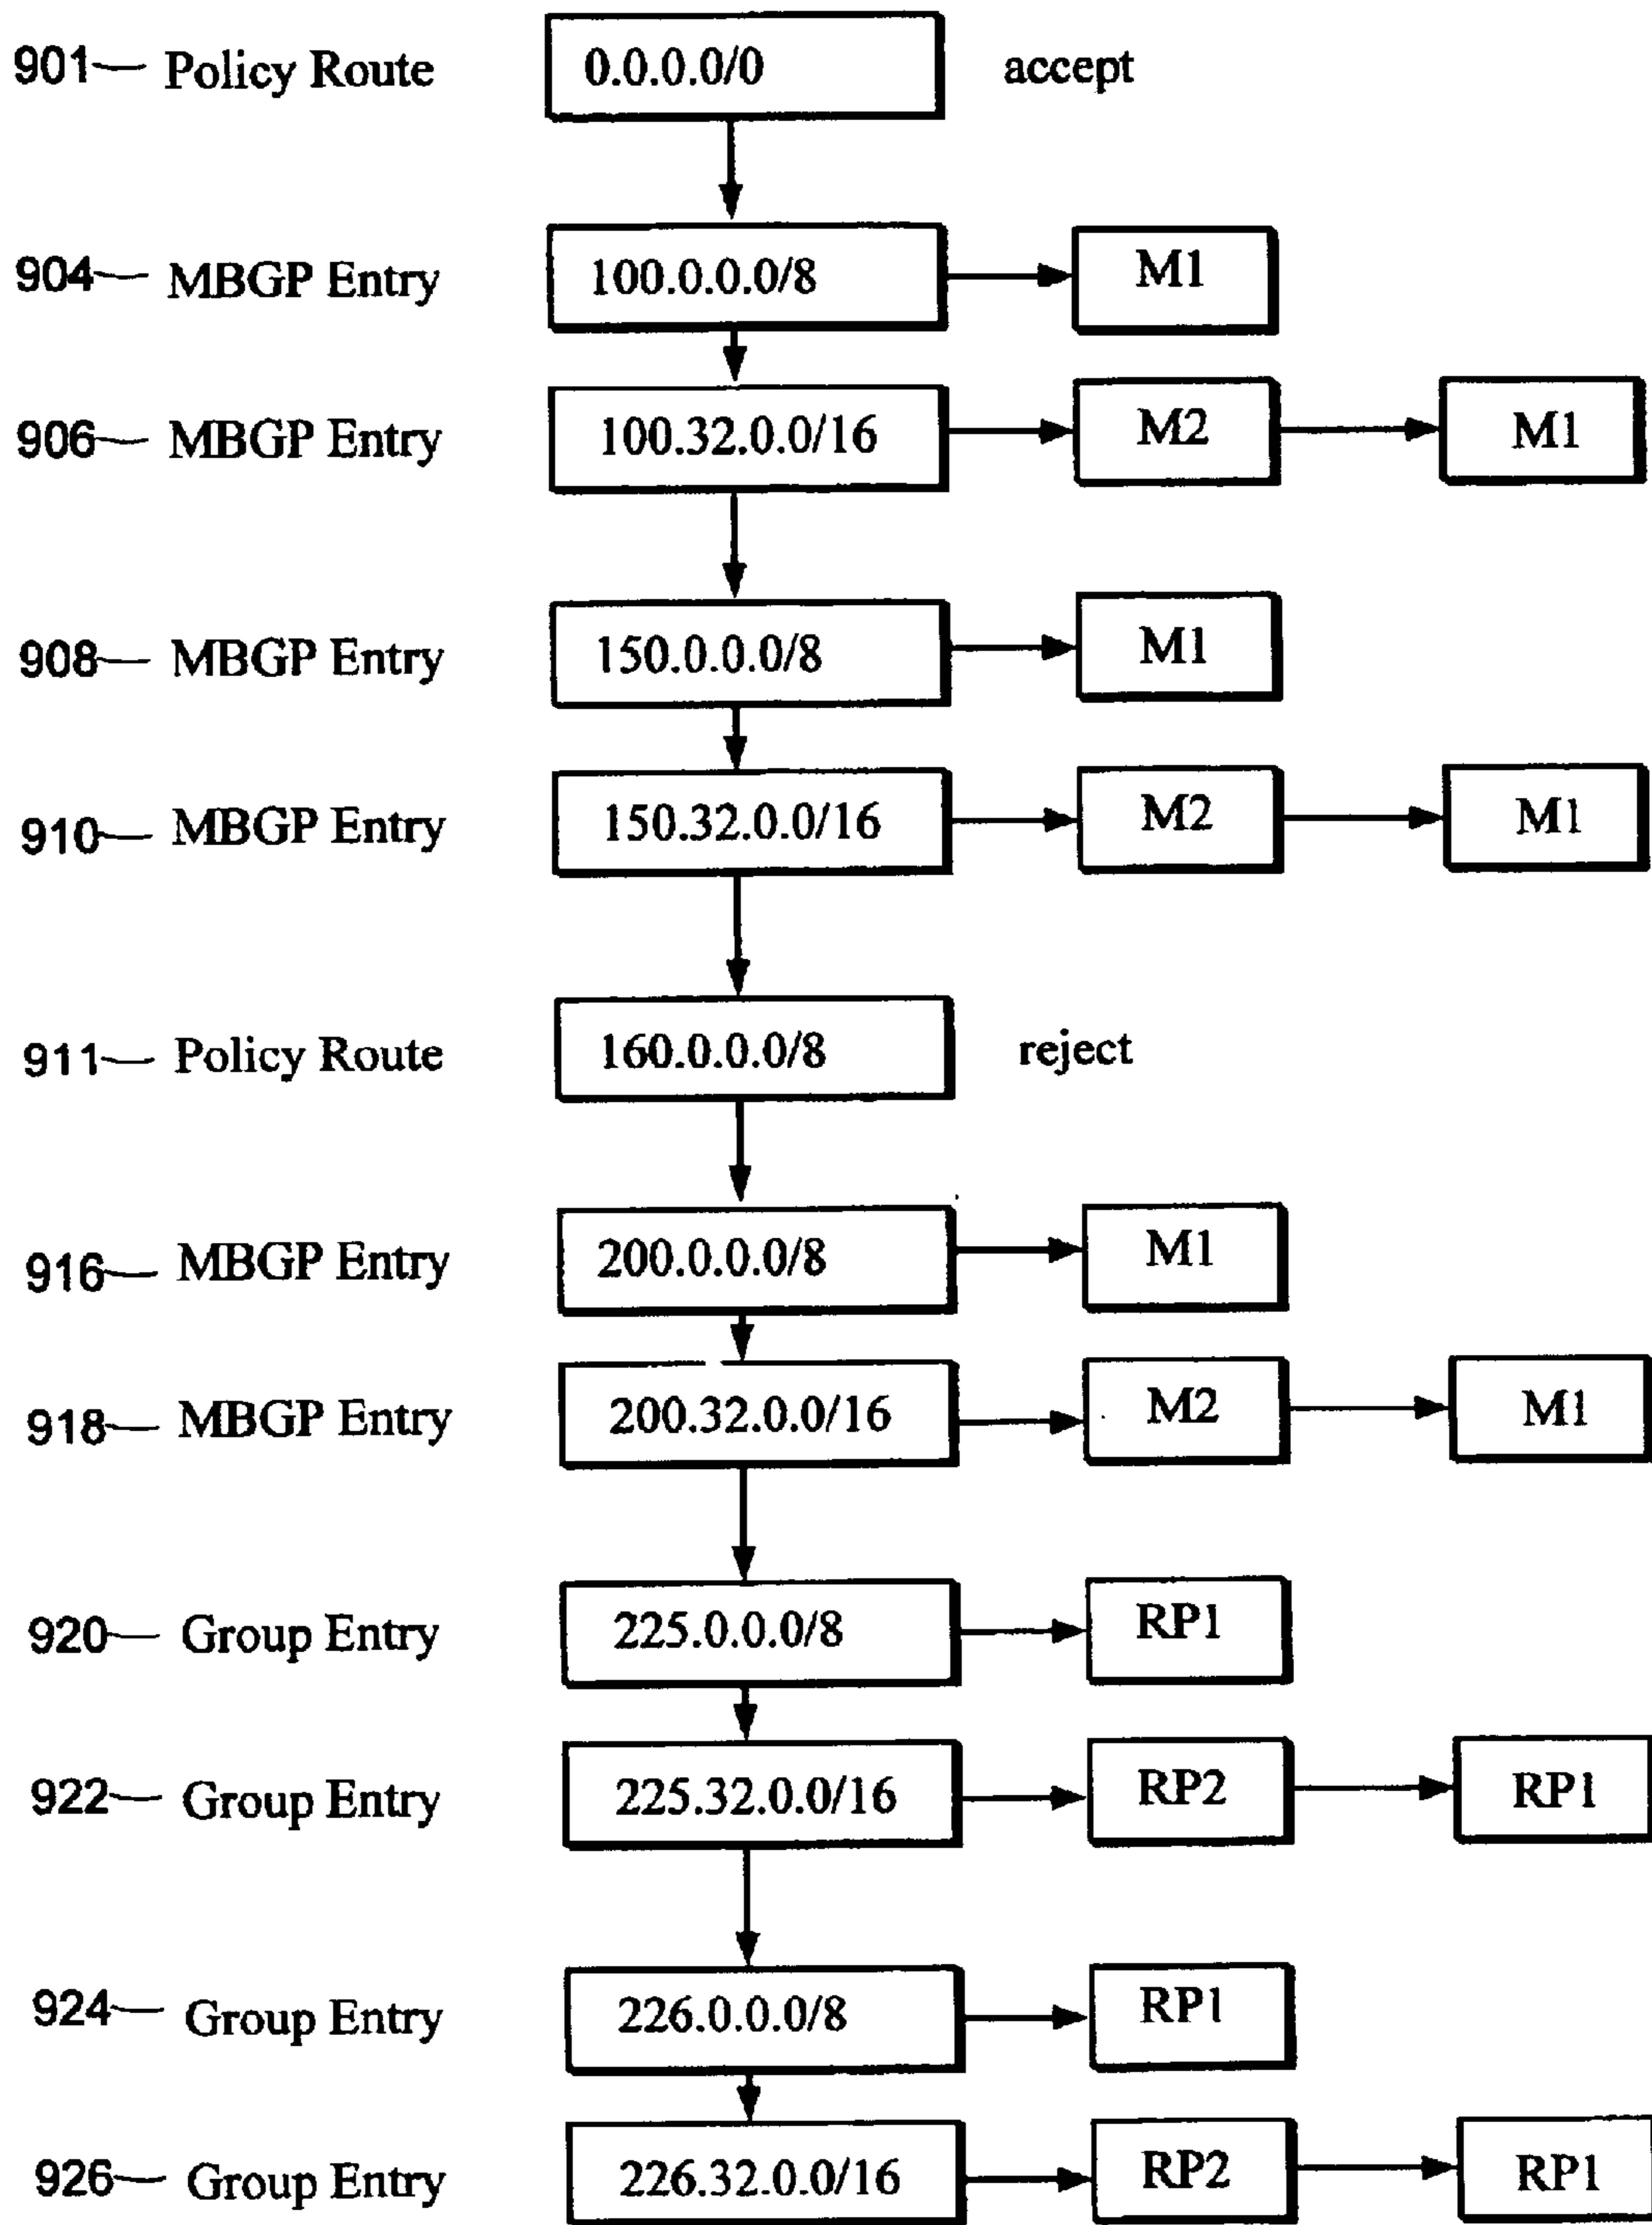 901 Policy Route 0.0.0.0/0 accept
904 MBGP Entry 100.0.0.0/8 M1
906 MBGP Entry 100.32.0.0/16 M2 M1
908 MBGP Entry 150.0.0.0/8 M1
910 MBGP Entry 150.32.0.0/16 M2 M1
911 Policy Route 160.0.0.0/8 reject
916 MBGP Entry 200.0.0.0/8 M1
918 MBGP Entry 200.32.0.0/16 M2 M1
920 Group Entry 225.0.0.0/8 RP1
922 Group Entry 225.32.0.0/16 RP2 RP1
924 Group Entry 226.0.0.0/8 RP1
926 Group Entry 226.32.0.0/16 RP2 RP1